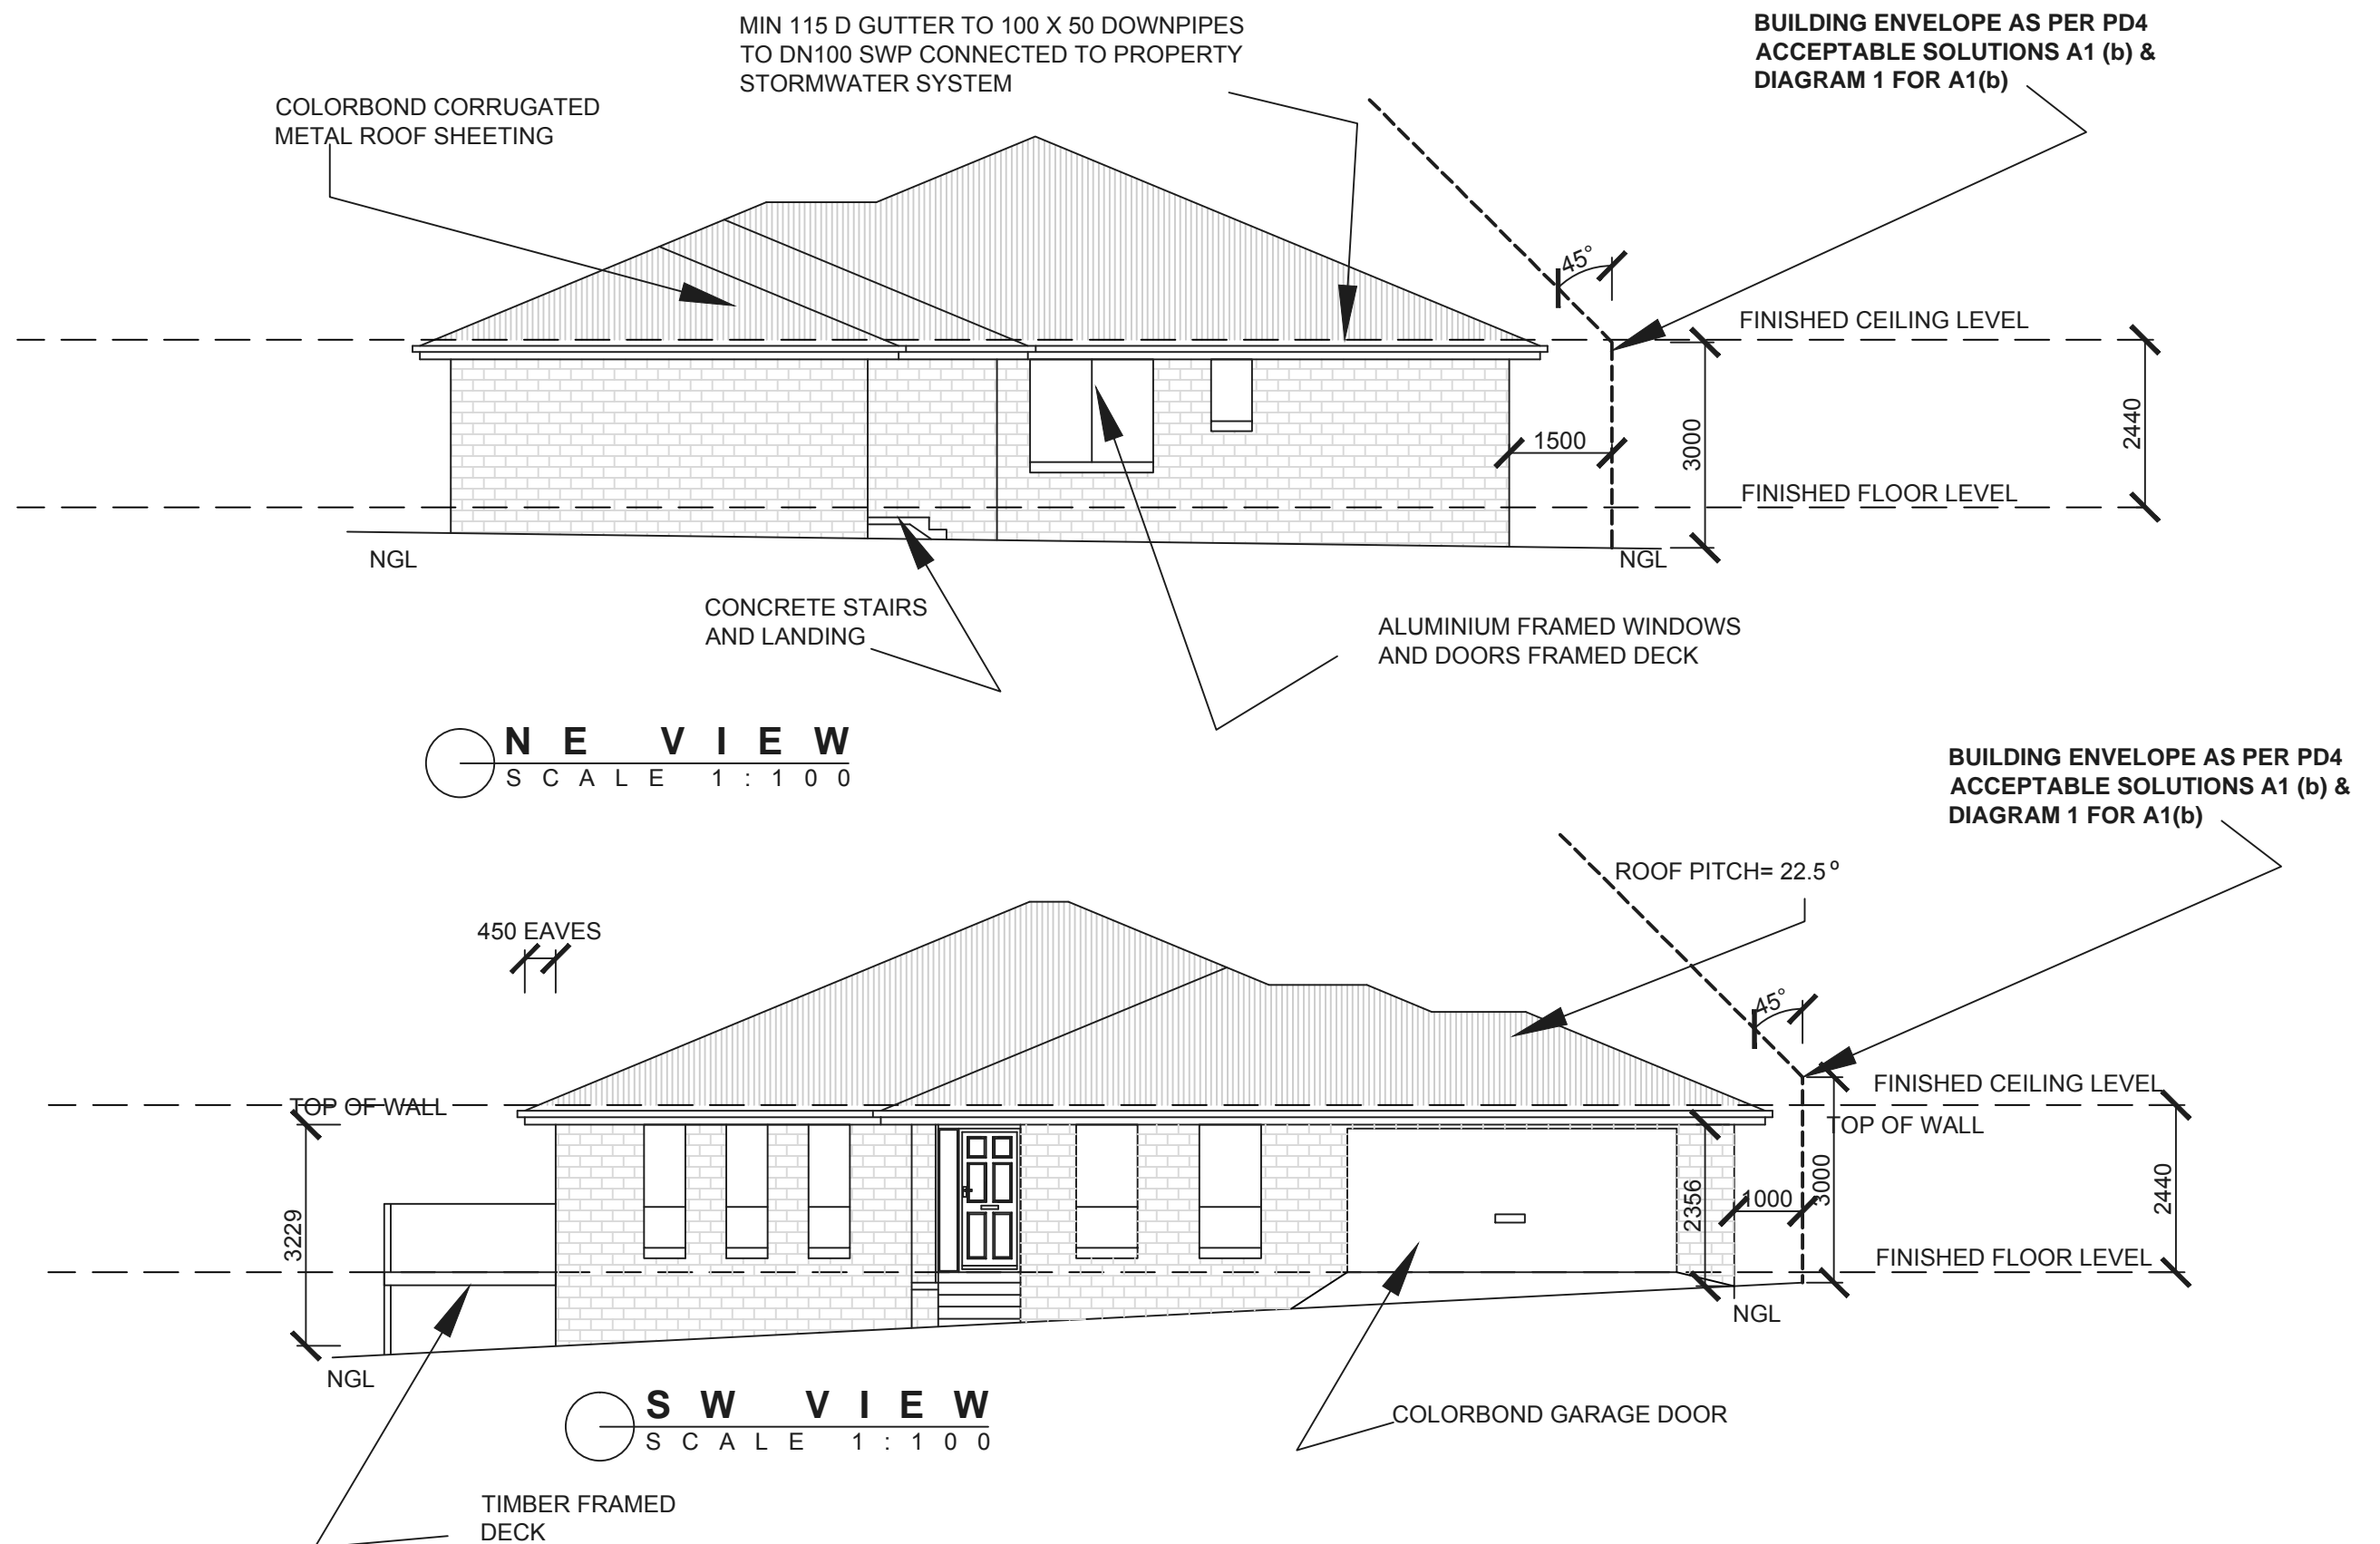 MIN 115 D GUTTER TO 100 X 50 DOWNPIPES
TO DN100 SWP CONNECTED TO PROPERTY
STORMWATER SYSTEM
BUILDING ENVELOPE AS PER PD4
ACCEPTABLE SOLUTIONS A1 (b) &
DIAGRAM 1 FOR A1(b)
COLORBOND CORRUGATED
METAL ROOF SHEETING
45°
FINISHED CEILING LEVEL
1500
3000
2440
FINISHED FLOOR LEVEL
NGL
NGL
CONCRETE STAIRS
AND LANDING
ALUMINIUM FRAMED WINDOWS
AND DOORS FRAMED DECK
NE VIEW
SCALE 1:100
BUILDING ENVELOPE AS PER PD4
ACCEPTABLE SOLUTIONS A1 (b) &
DIAGRAM 1 FOR A1(b)
ROOF PITCH= 22.5º
450 EAVES
45°
FINISHED CEILING LEVEL
TOP OF WALL
TOP OF WALL
3229
2356
1000
3000
2440
FINISHED FLOOR LEVEL
NGL
NGL
SW VIEW
SCALE 1:100
COLORBOND GARAGE DOOR
TIMBER FRAMED
DECK